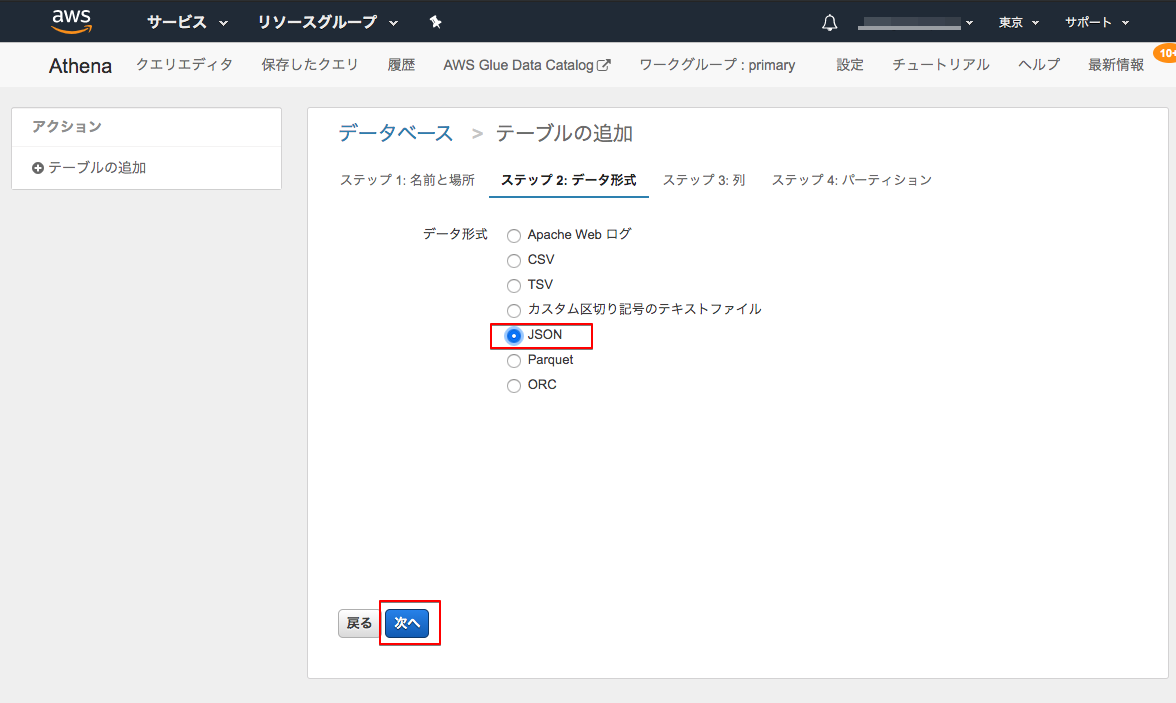 aws サービス リソースグループ 東京 サポート
Athena クエリエディタ 保存したクエリ 履歴 AWS Glue Data Catalog ワークグループ : primary 設定 チュートリアル ヘルプ 最新情報 10+
アクション
テーブルの追加
データベース > テーブルの追加
ステップ 1: 名前と場所 ステップ 2: データ形式 ステップ 3: 列 ステップ 4: パーティション
データ形式 Apache Web ログ
CSV
TSV
カスタム区切り記号のテキストファイル
JSON
Parquet
ORC
戻る 次へ